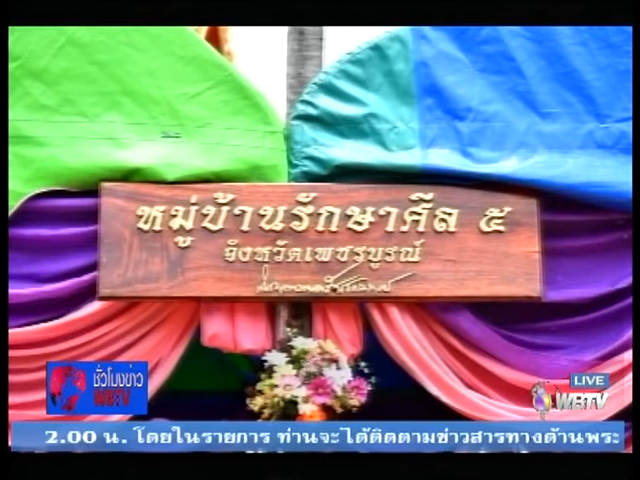 หมู่บ้านรักษาศีล ๕
จังหวัดเพชรบูรณ์
ชั่วโมงข่าว
WBTV
LIVE
WBTV
2.00 น. โดยในรายการ ท่านจะได้ติดตามข่าวสารทางด้านพระ